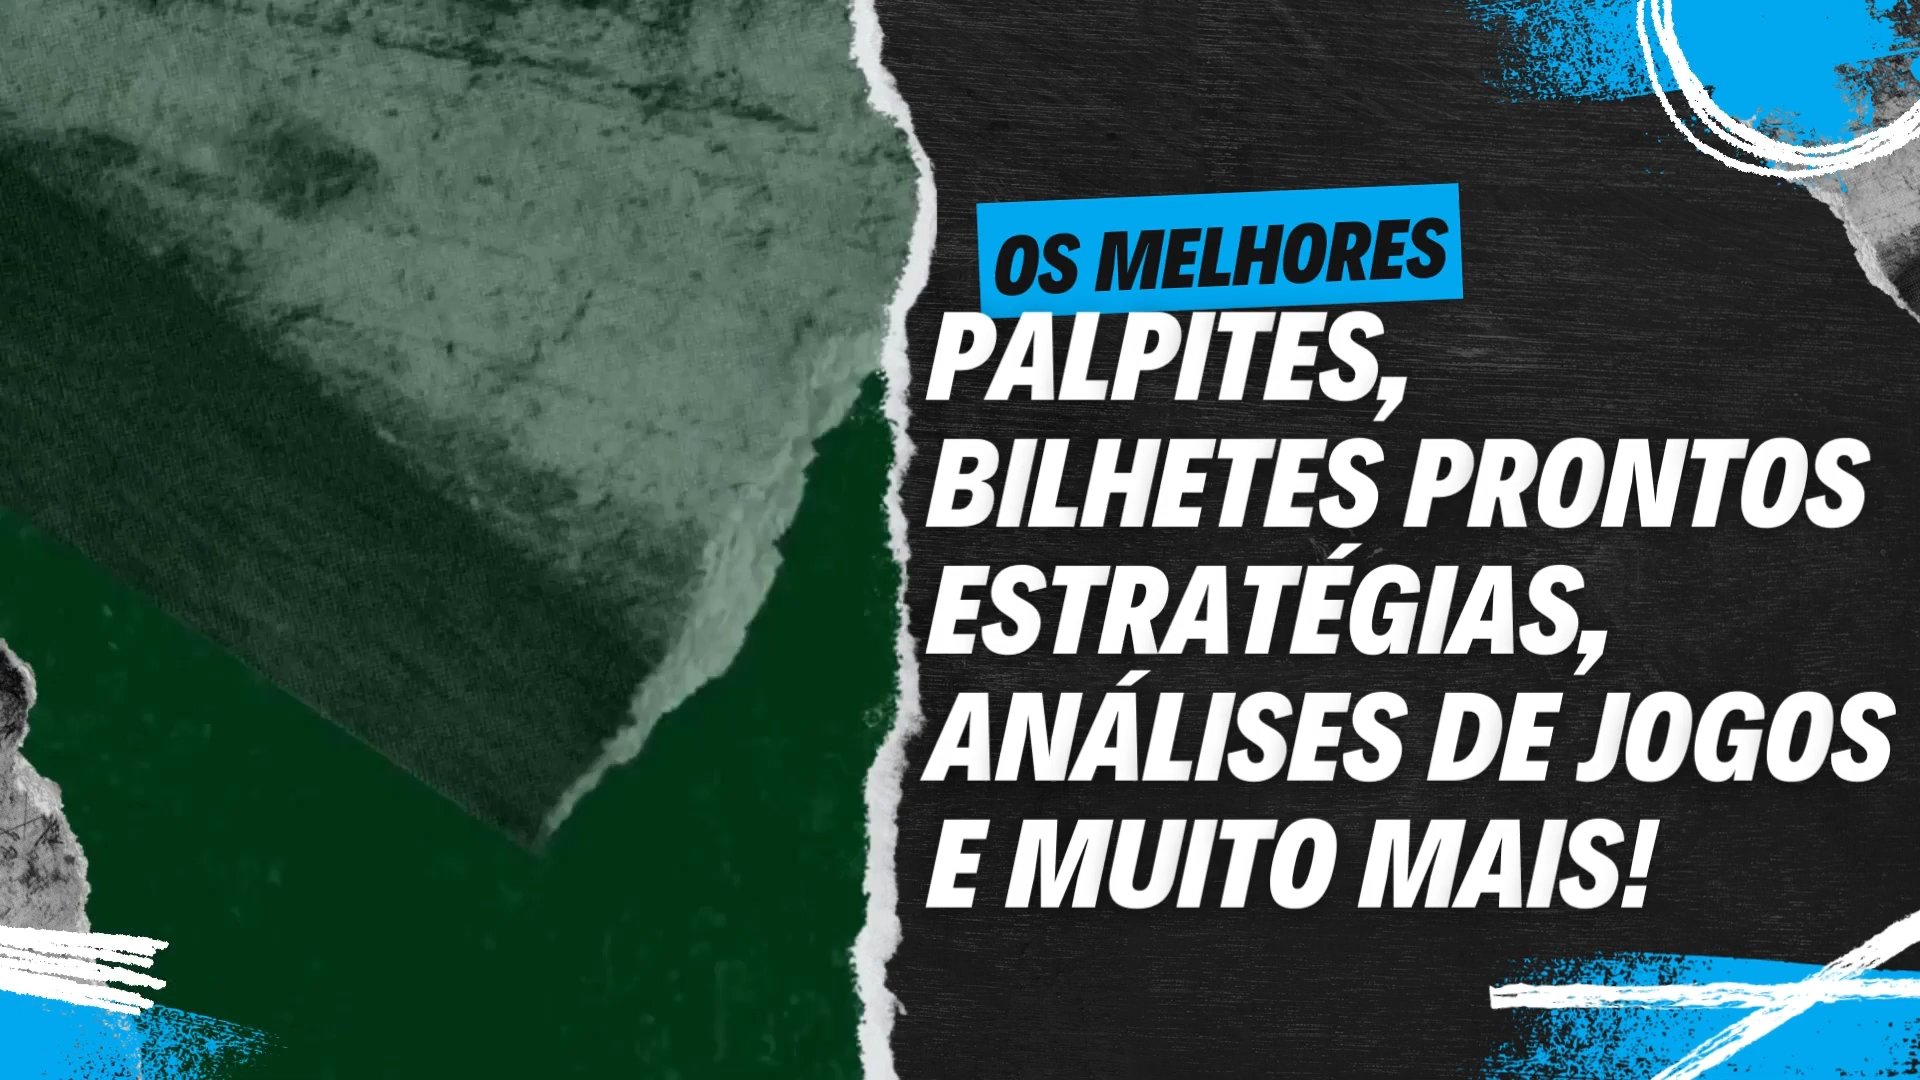 OS MELHORES
PALPITES,
BILHETES PRONTOS
ESTRATÉGIAS,
ANÁLISES DE JOGOS
E MUITO MAIS!